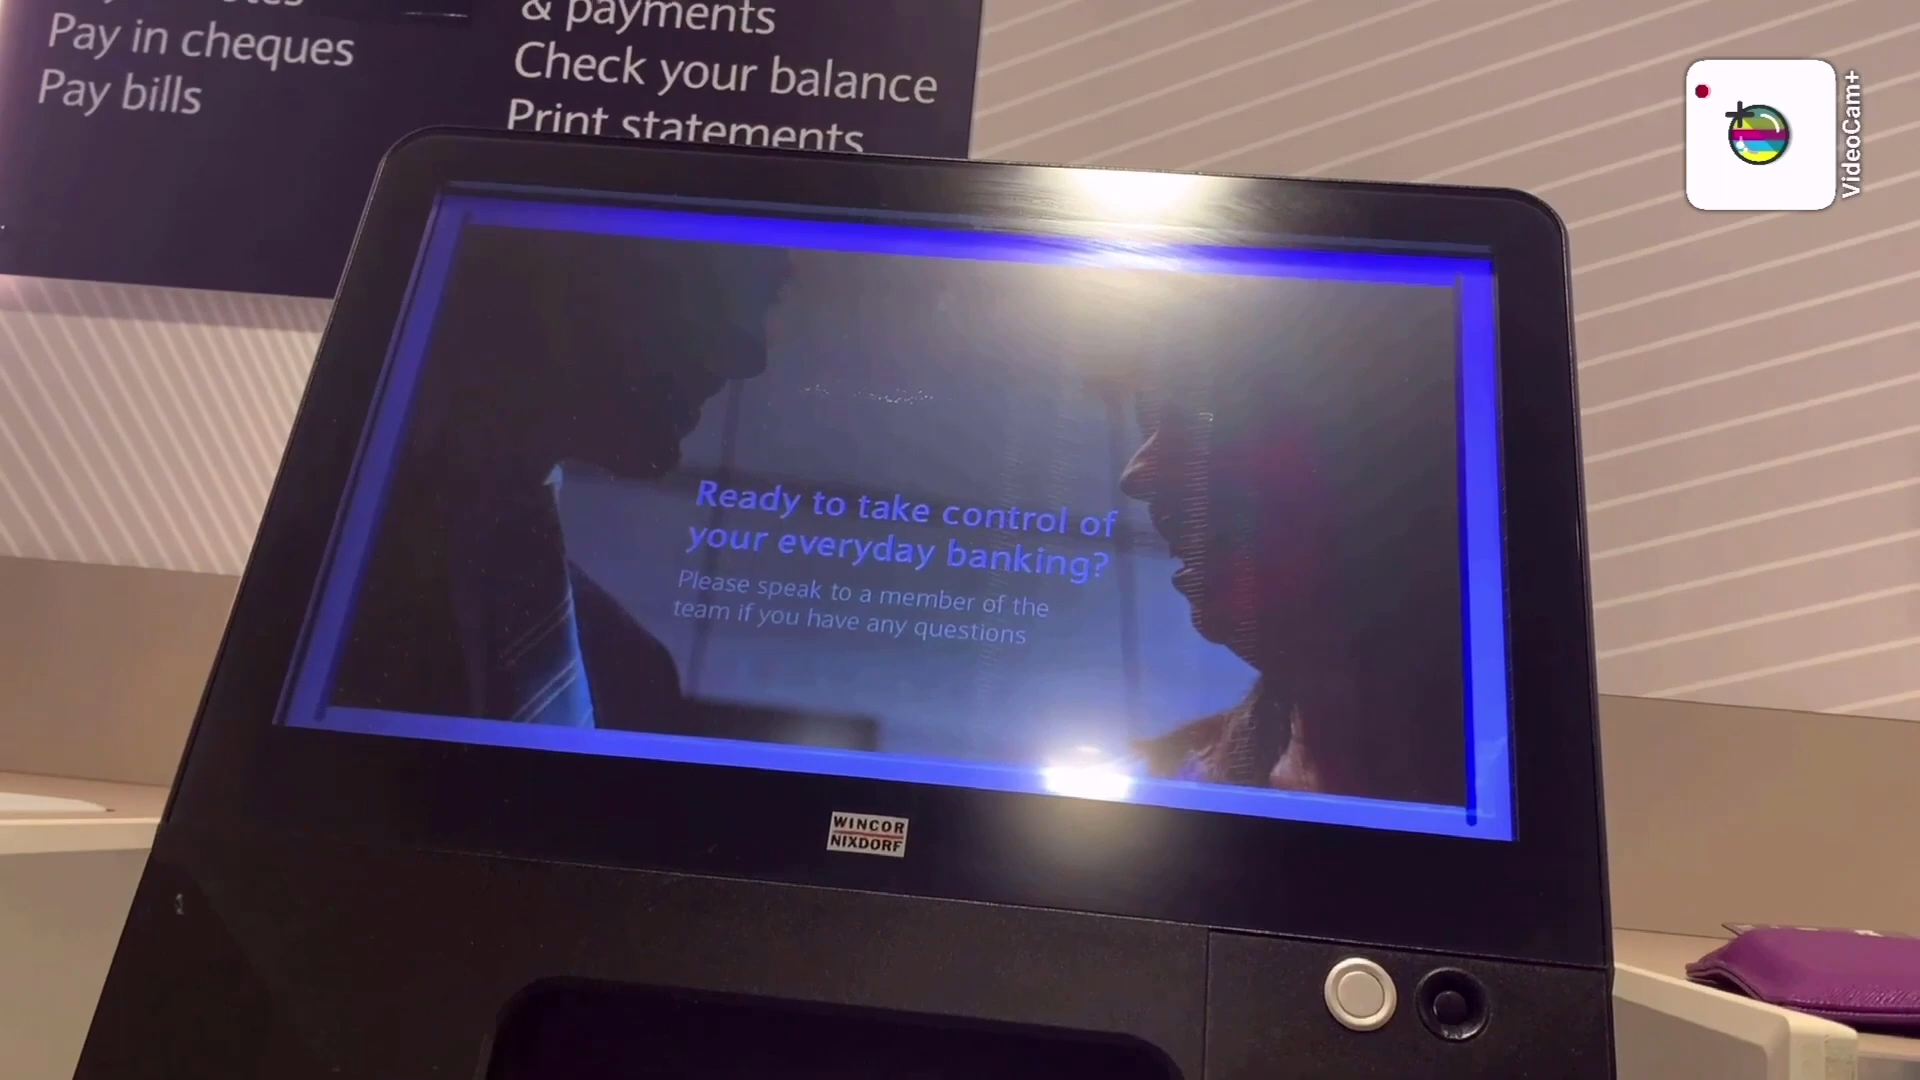 Pay in cheques
Pay bills
& payments
Check your balance
Print statements
Ready to take control of
your everyday banking?
Please speak to a member of the
team if you have any questions
WINCOR
NIXDORF
VideoCam+